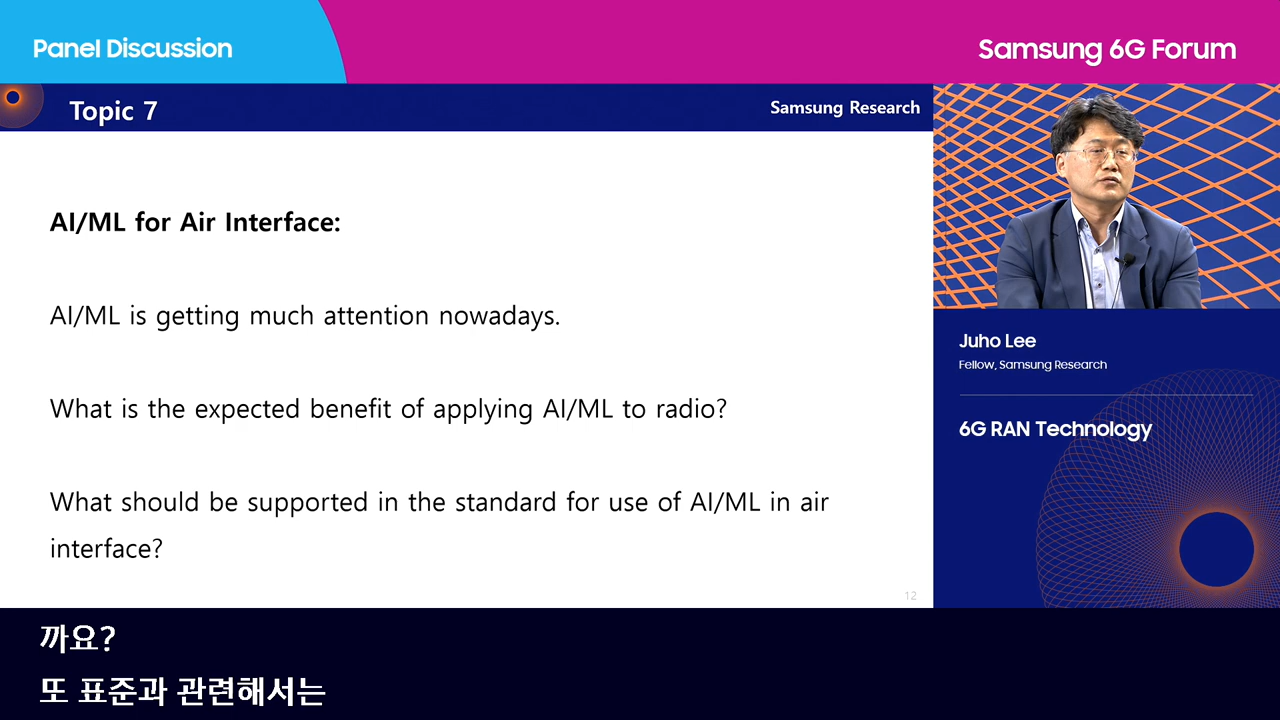 Panel Discussion
Samsung 6G Forum
Topic 7
Samsung Research
AI/ML for Air Interface:
AI/ML is getting much attention nowadays.
What is the expected benefit of applying AI/ML to radio?
What should be supported in the standard for use of AI/ML in air
interface?
12
Juho Lee
Fellow, Samsung Research
6G RAN Technology
까요?
또 표준과 관련해서는